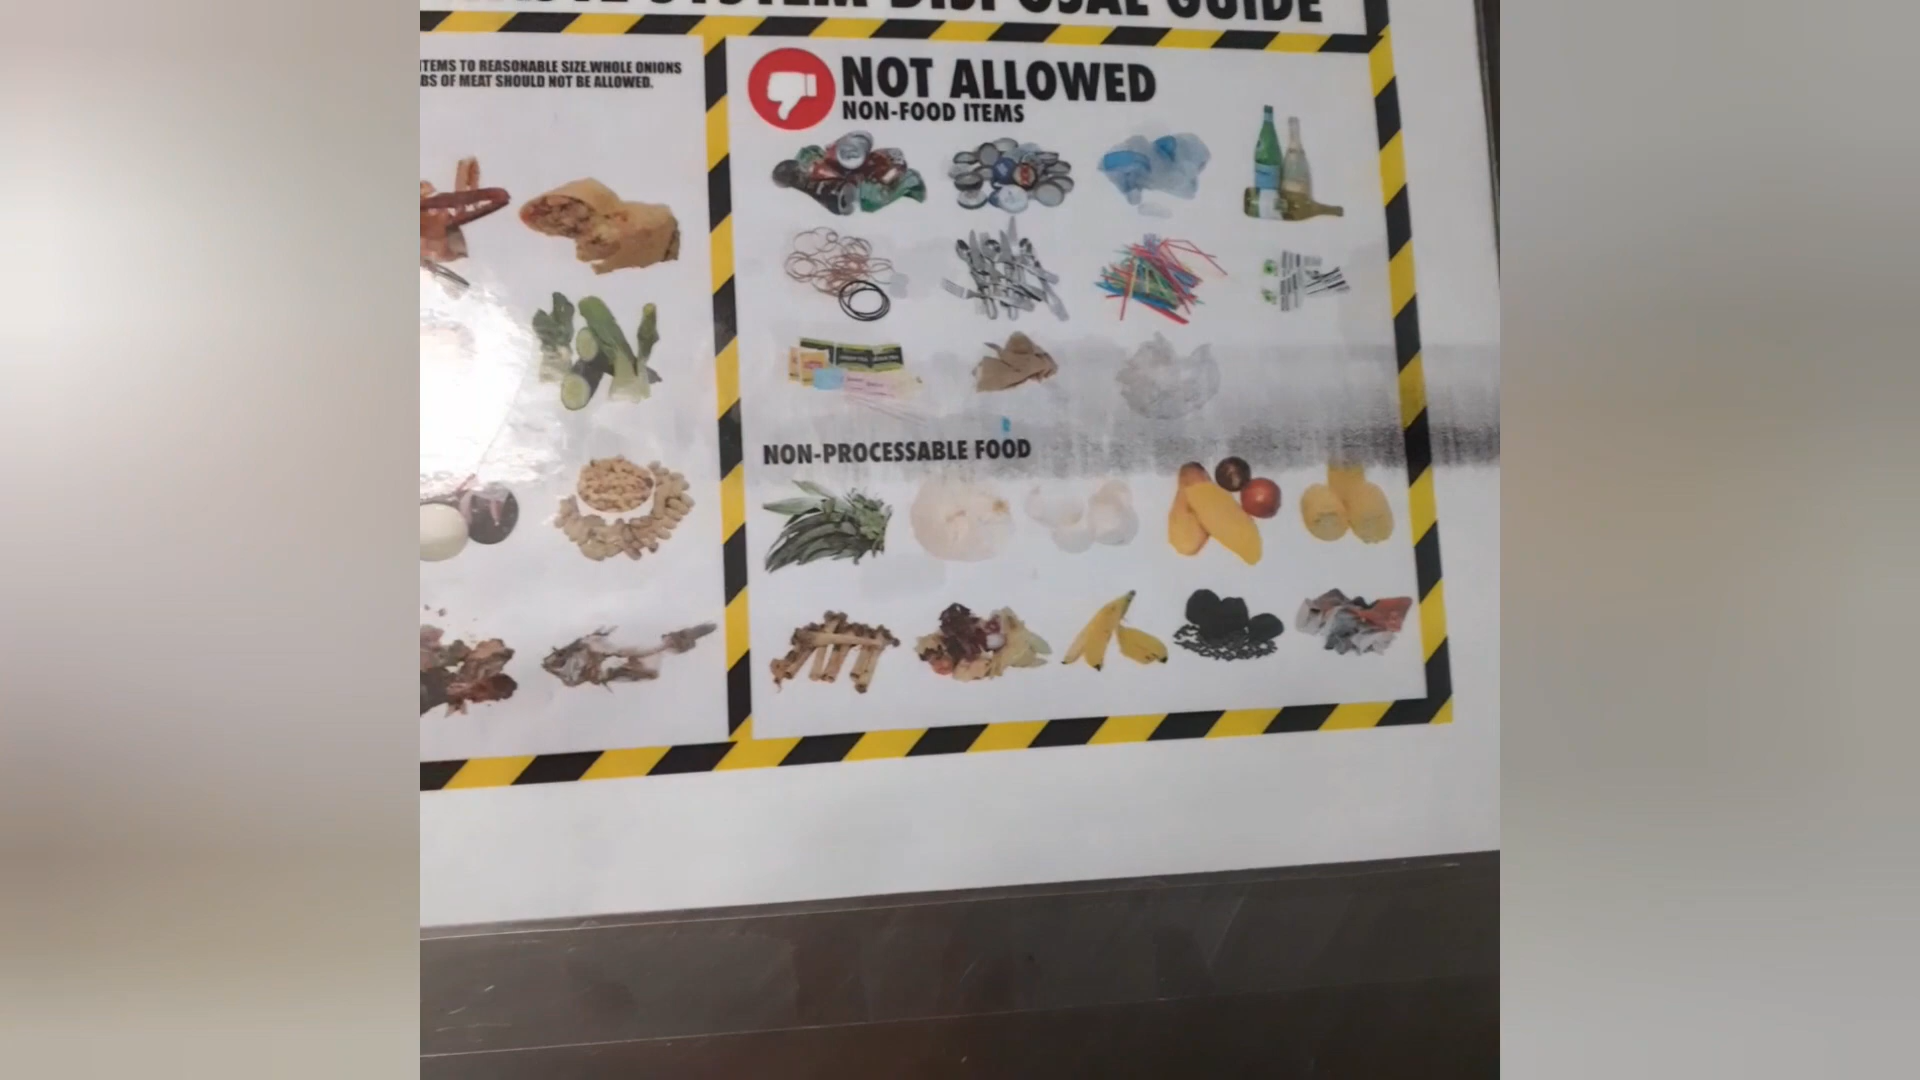 SYSTEM DISPOSAL GUIDE
ITEMS TO REASONABLE SIZE.WHOLE ONIONS
OF MEAT SHOULD NOT BE ALLOWED.
NOT ALLOWED
NON-FOOD ITEMS
NON-PROCESSABLE FOOD